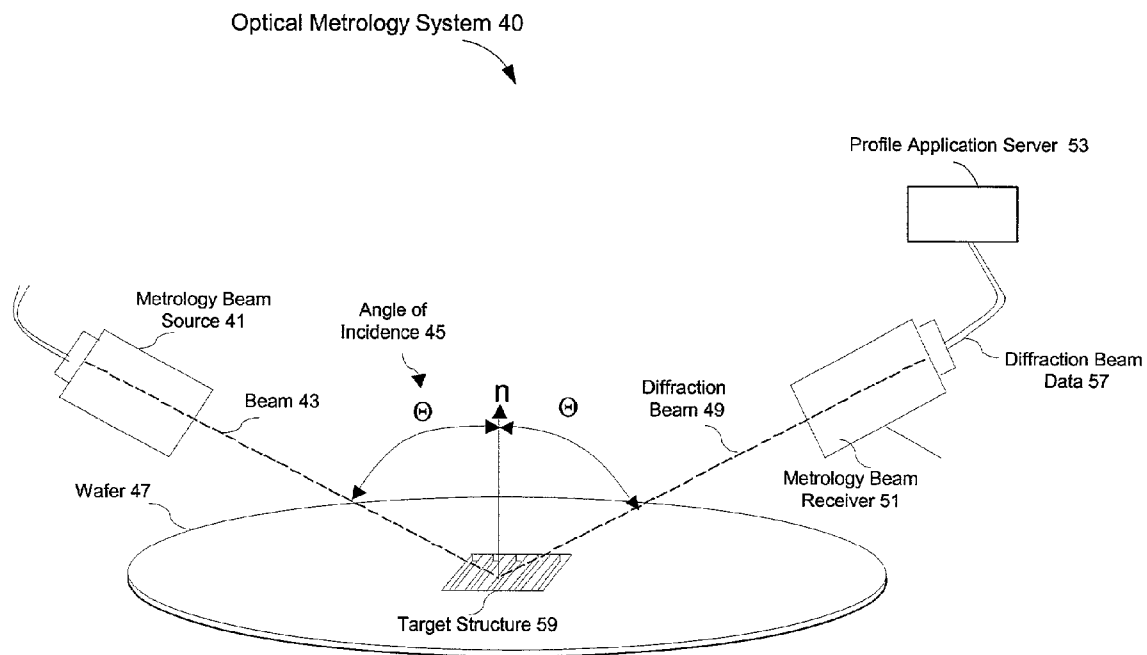 Optical Metrology System 40
Profile Application Server 53
Metrology Beam
Source 41
Angle of
Incidence 45
Diffraction Beam
Data 57
Beam 43
Θ
n
Θ
Diffraction
Beam 49
Metrology Beam
Receiver 51
Wafer 47
Target Structure 59